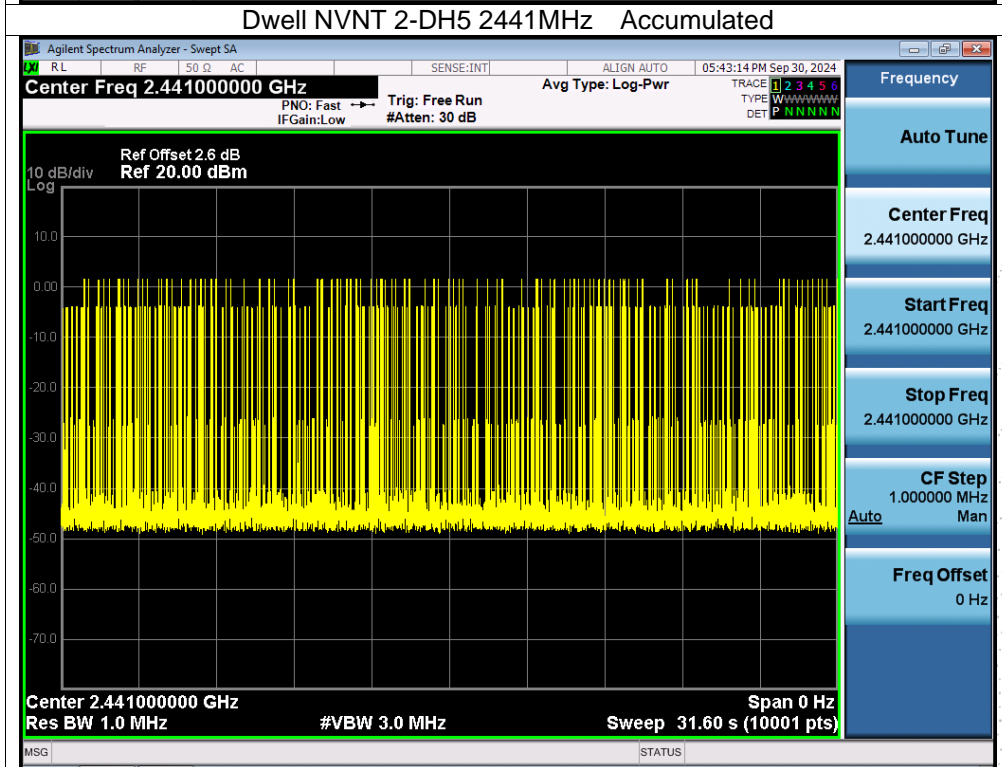 Dwell NVNT 2-DH5 2441MHz Accumulated
Agilent Spectrum Analyzer - Swept SA
LXI RL RF 50 Ω AC SENSE:INT ALIGN AUTO 05:43:14 PM Sep 30, 2024
Center Freq 2.441000000 GHz
PNO: Fast
IFGain:Low
Trig: Free Run
#Atten: 30 dB
Avg Type: Log-Pwr
TRACE 1 2 3 4 5 6
TYPE WWWWWW
DET P N N N N N
Ref Offset 2.6 dB
10 dB/div Ref 20.00 dBm
Log
10.0
0.00
-10.0
-20.0
-30.0
-40.0
-50.0
-60.0
-70.0
Center 2.441000000 GHz Span 0 Hz
Res BW 1.0 MHz #VBW 3.0 MHz Sweep 31.60 s (10001 pts)
MSG STATUS
Frequency
Auto Tune
Center Freq
2.441000000 GHz
Start Freq
2.441000000 GHz
Stop Freq
2.441000000 GHz
CF Step
1.000000 MHz
Auto Man
Freq Offset
0 Hz